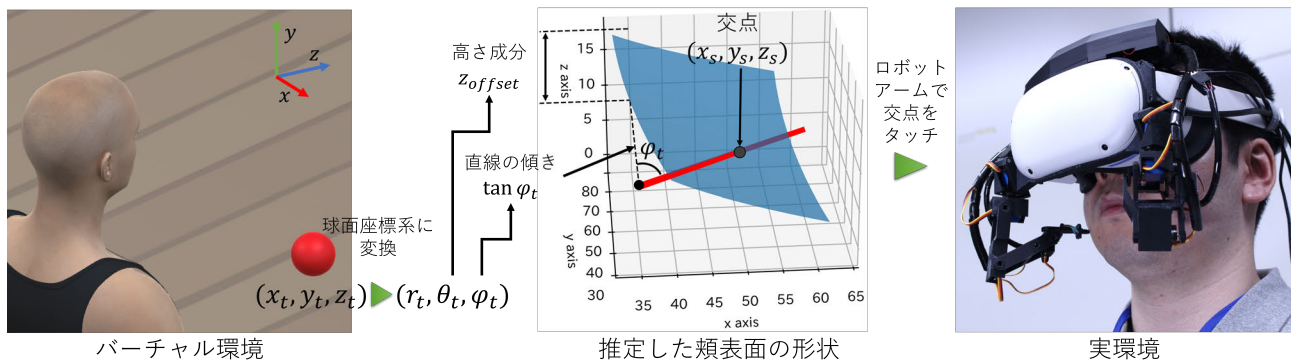 y
z
x
球面座標系に
変換
(x_t, y_t, z_t)
(r_t, θ_t, φ_t)
バーチャル環境
高さ成分
z_offset
直線の傾き
tan φ_t
交点
(x_s, y_s, z_s)
φ_t
z axis
15
10
5
0
80
70
60
50
40
y axis
30
35
40
45
50
55
60
65
x axis
推定した頬表面の形状
ロボット
アームで
交点を
タッチ
実環境